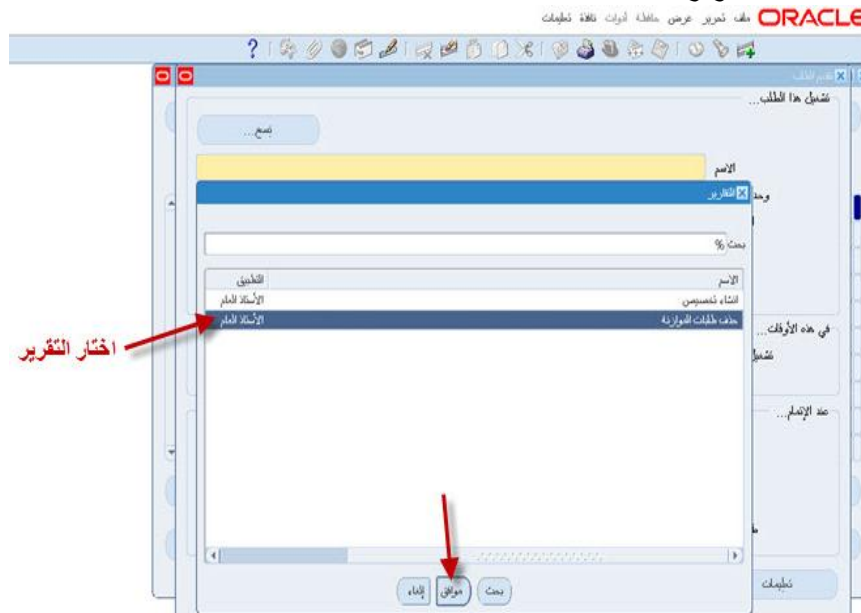 ORACLE ملف تحرير عرض حافظة أدوات نافذة تعليمات
تقديم الطلب
تشغيل هذا الطلب...
نسخ...
الاسم
التقارير
بحث %
الاسم التطبيق
انشاء تخصيص الأستاذ العام
حذف طلبات الموازنة الأستاذ العام
اختار التقرير
في هذه الأوقات...
تشغيل
عند الإتمام...
بحث موافق إلغاء
تعليمات